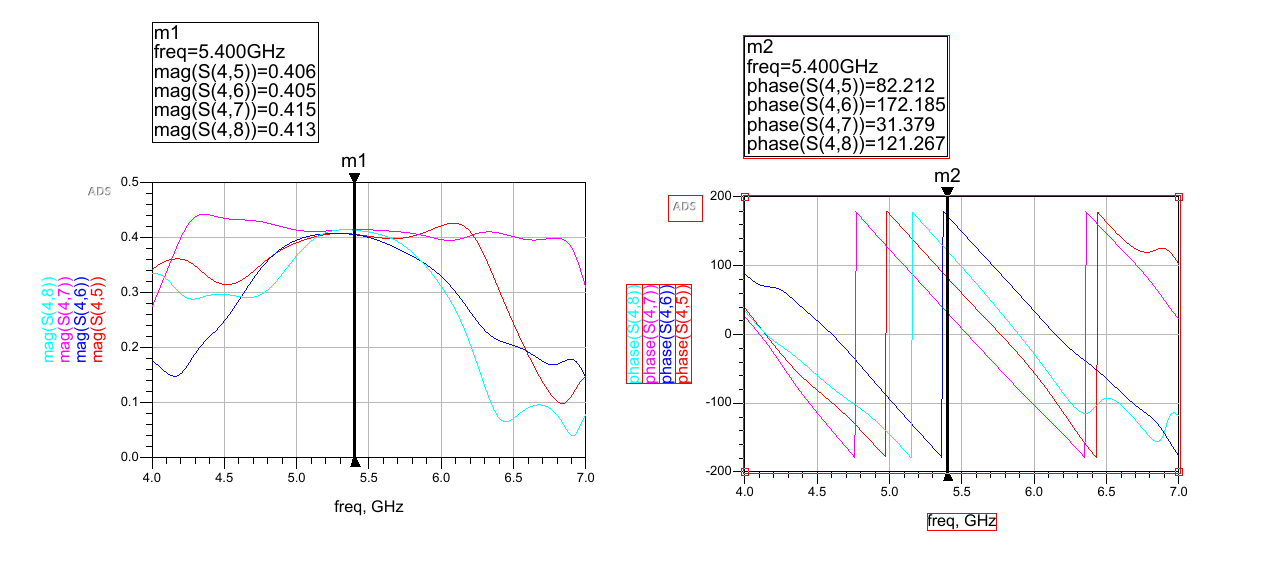 m1
freq=5.400GHz
mag(S(4,5))=0.406
mag(S(4,6))=0.405
mag(S(4,7))=0.415
mag(S(4,8))=0.413
m1
ADS
0.5
0.4
0.3
0.2
0.1
0.0
mag(S(4,8))
mag(S(4,7))
mag(S(4,6))
mag(S(4,5))
4.0 4.5 5.0 5.5 6.0 6.5 7.0
freq, GHz
m2
freq=5.400GHz
phase(S(4,5))=82.212
phase(S(4,6))=172.185
phase(S(4,7))=31.379
phase(S(4,8))=121.267
m2
ADS
200
100
0
-100
-200
phase(S(4,8))
phase(S(4,7))
phase(S(4,6))
phase(S(4,5))
4.0 4.5 5.0 5.5 6.0 6.5 7.0
freq, GHz